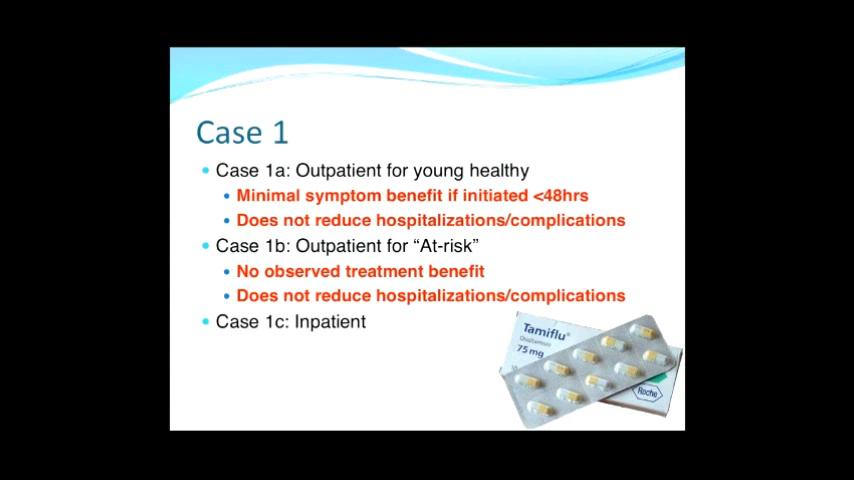 Case 1
Case 1a: Outpatient for young healthy
Minimal symptom benefit if initiated <48hrs
Does not reduce hospitalizations/complications
Case 1b: Outpatient for “At-risk”
No observed treatment benefit
Does not reduce hospitalizations/complications
Case 1c: Inpatient
Tamiflu®
75 mg
Roche